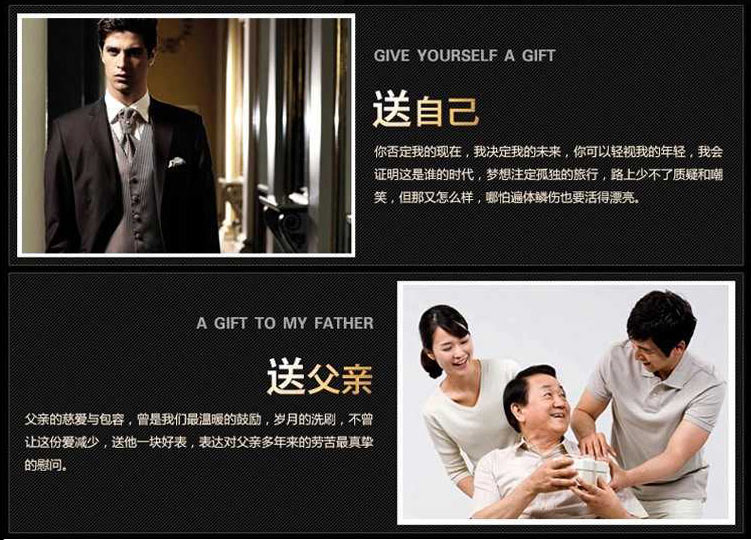 GIVE YOURSELF A GIFT
送自己
你否定我的现在，我决定我的未来，你可以轻视我的年轻，我会
证明这是谁的时代，梦想注定孤独的旅行，路上少不了质疑和嘲
笑，但那又怎么样，哪怕遍体鳞伤也要活得漂亮。
A GIFT TO MY FATHER
送父亲
父亲的慈爱与包容，曾是我们最温暖的鼓励，岁月的洗刷，不曾
让这份爱减少，送他一块好表，表达对父亲多年来的劳苦最真挚
的慰问。